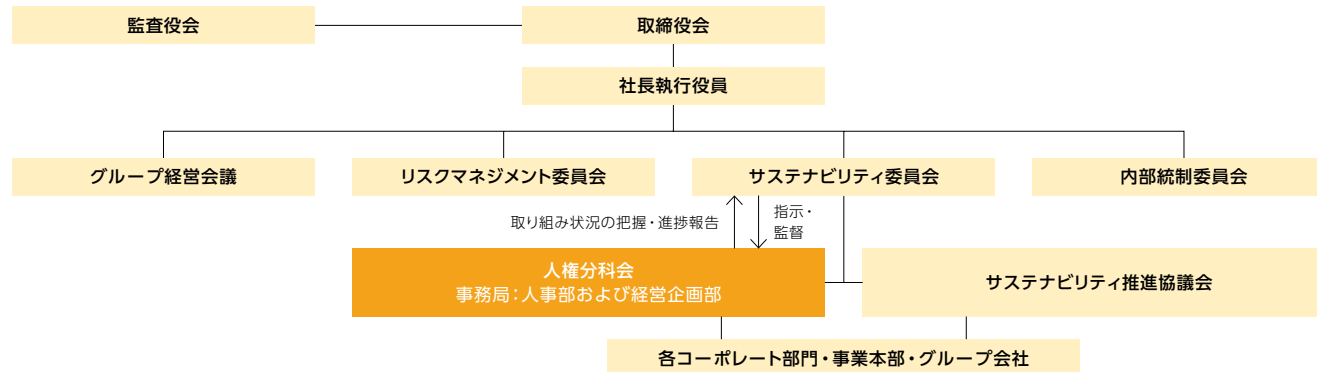 監査役会
取締役会
社長執行役員
グループ経営会議
リスクマネジメント委員会
サステナビリティ委員会
内部統制委員会
取り組み状況の把握・進捗報告
指示・
監督
人権分科会
事務局：人事部および経営企画部
サステナビリティ推進協議会
各コーポレート部門・事業本部・グループ会社